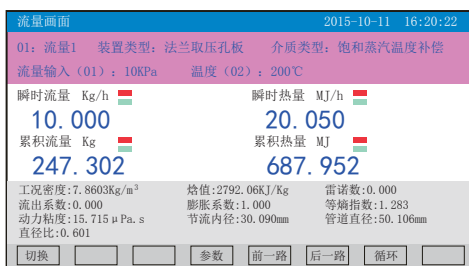 流量画面 2015-10-11 16:20:22
01: 流量1 装置类型: 法兰取压孔板 介质类型: 饱和蒸汽温度补偿
流量输入（01）: 10KPa 温度（02）: 200℃
瞬时流量 Kg/h 瞬时热量 MJ/h
10.000 20.050
累积流量 Kg 累积热量 MJ
247.302 687.952
工况密度:7.8603Kg/m³ 焓值:2792.06KJ/Kg 雷诺数:0.000
流出系数:0.000 膨胀系数:1.000 等熵指数:1.283
动力粘度:15.715μPa.s 节流内径:30.090mm 管道直径:50.106mm
直径比:0.601
切换 参数 前一路 后一路 循环